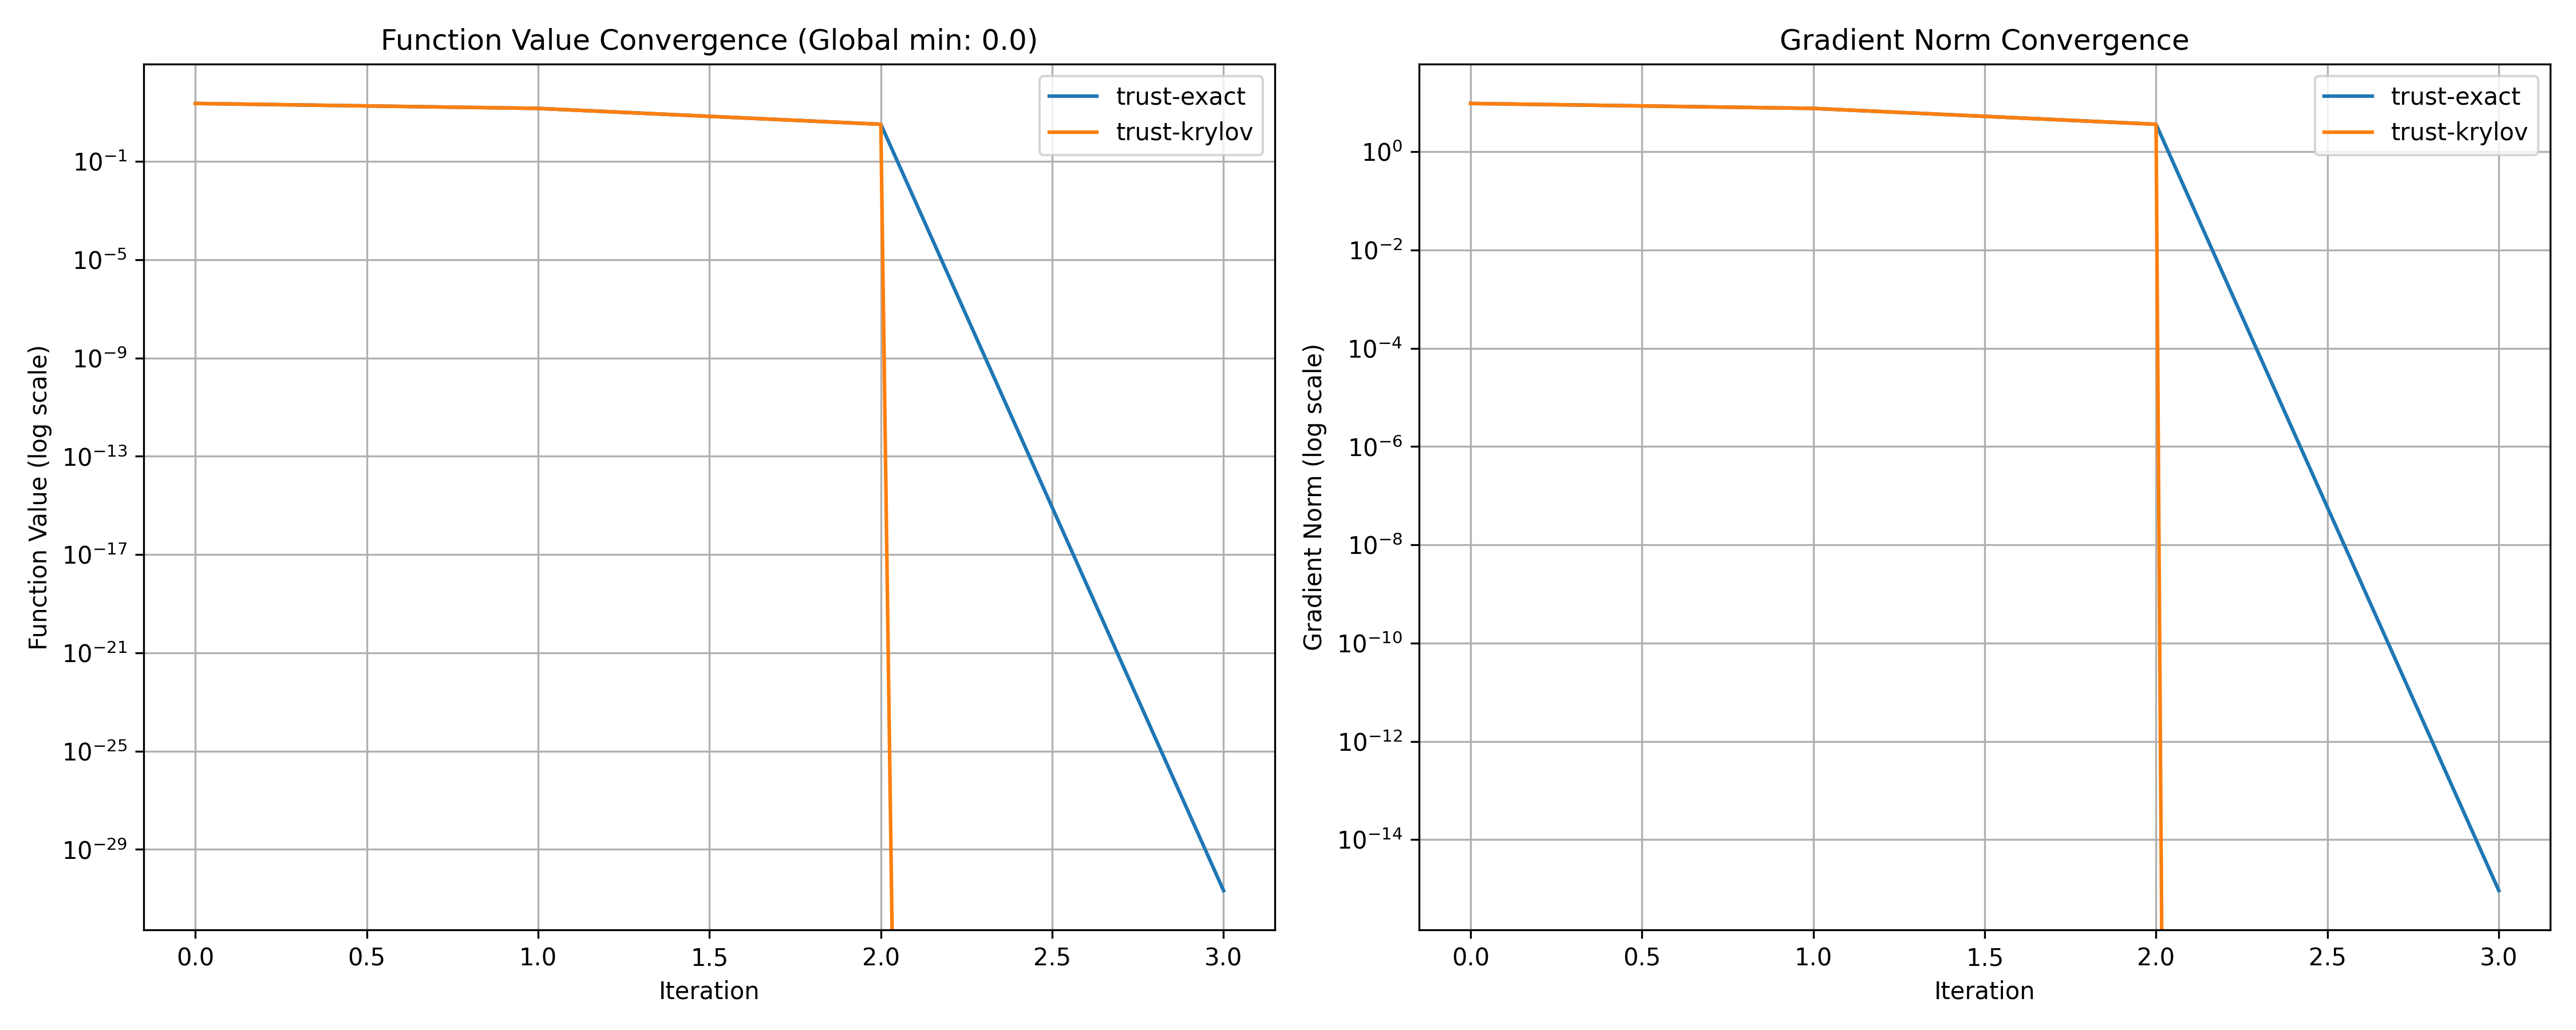 Function Value Convergence (Global min: 0.0)
trust-exact
trust-krylov
Function Value (log scale)
10⁻¹
10⁻⁵
10⁻⁹
10⁻¹³
10⁻¹⁷
10⁻²¹
10⁻²⁵
10⁻²⁹
0.0 0.5 1.0 1.5 2.0 2.5 3.0
Iteration
Gradient Norm Convergence
trust-exact
trust-krylov
Gradient Norm (log scale)
10⁰
10⁻²
10⁻⁴
10⁻⁶
10⁻⁸
10⁻¹⁰
10⁻¹²
10⁻¹⁴
0.0 0.5 1.0 1.5 2.0 2.5 3.0
Iteration